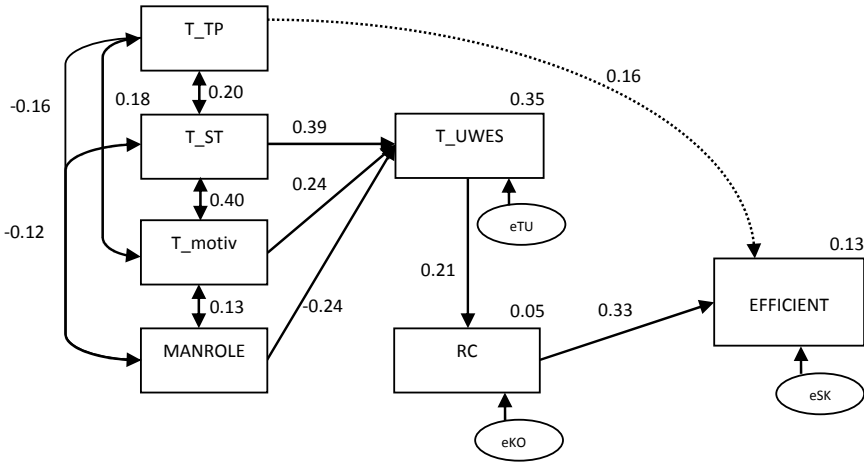 T_TP
0.16
-0.16
0.18
0.20
0.35
T_ST
0.39
T_UWES
0.24
0.40
-0.12
eTU
T_motiv
0.13
0.21
0.13
-0.24
0.05
0.33
EFFICIENT
MANROLE
RC
eSK
eKO